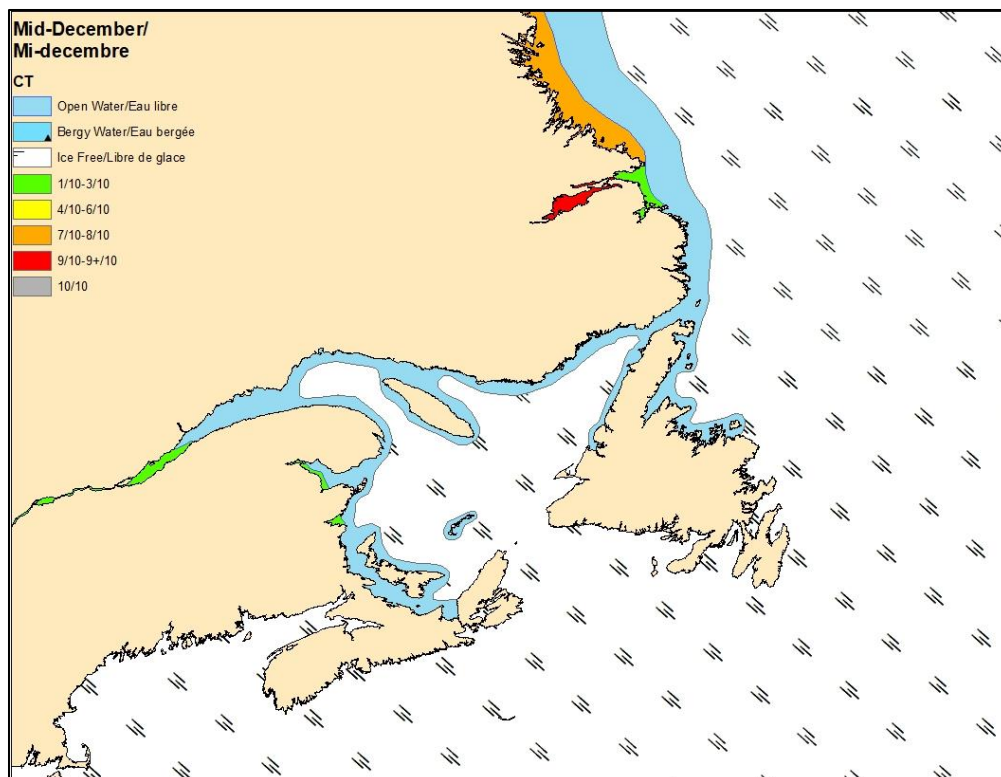 Mid-December/
Mi-decembre
CT
Open Water/Eau libre
Bergy Water/Eau bergée
Ice Free/Libre de glace
1/10-3/10
4/10-6/10
7/10-8/10
9/10-9+/10
10/10